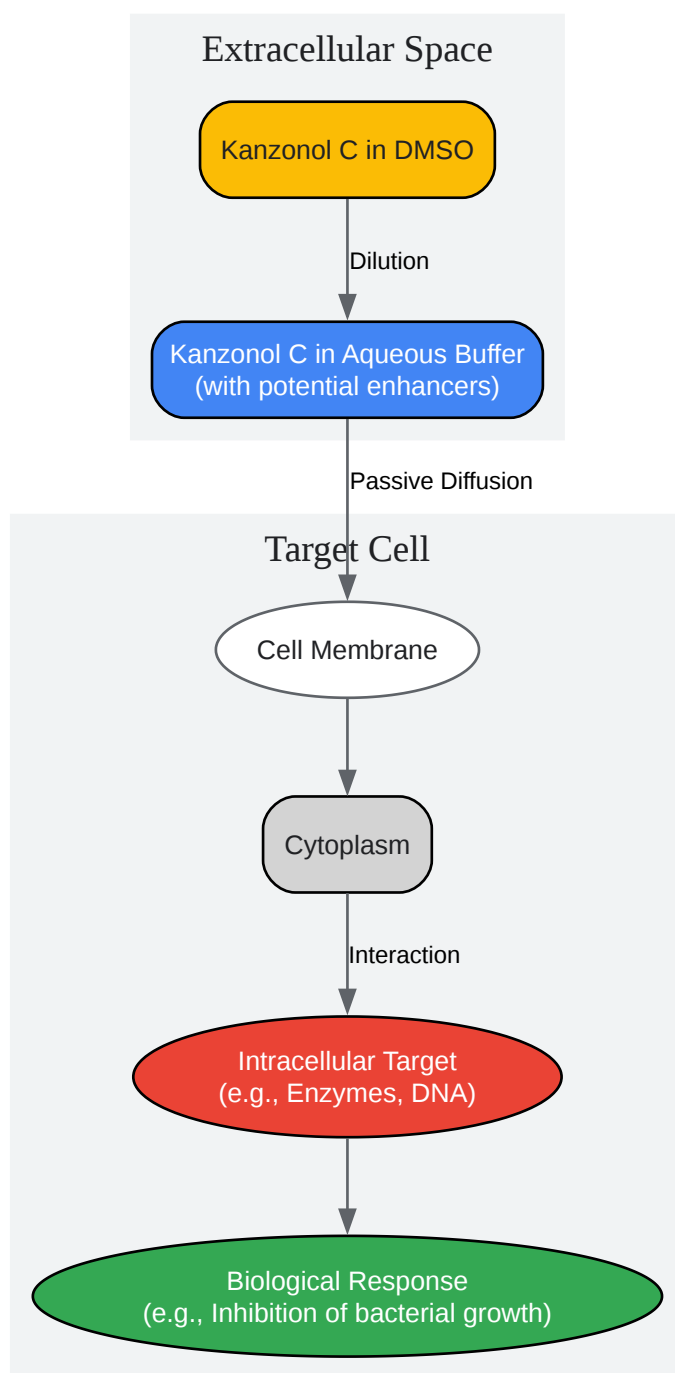 Extracellular Space
Kanzonol C in DMSO
Dilution
Kanzonol C in Aqueous Buffer
(with potential enhancers)
Passive Diffusion
Target Cell
Cell Membrane
Cytoplasm
Interaction
Intracellular Target
(e.g., Enzymes, DNA)
Biological Response
(e.g., Inhibition of bacterial growth)